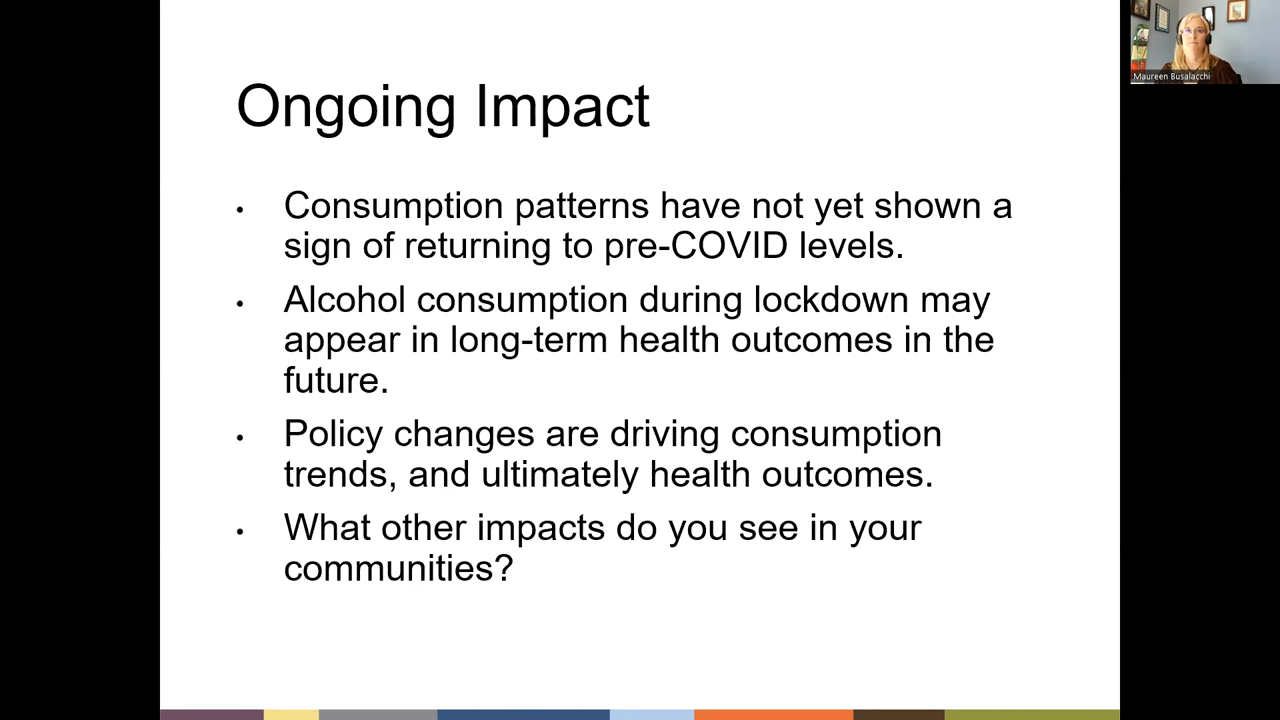 Ongoing Impact
• Consumption patterns have not yet shown a
sign of returning to pre-COVID levels.
• Alcohol consumption during lockdown may
appear in long-term health outcomes in the
future.
• Policy changes are driving consumption
trends, and ultimately health outcomes.
• What other impacts do you see in your
communities?
Maureen Busalacchi